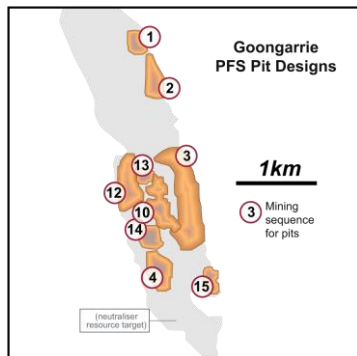 Goongarrie
PFS Pit Designs
1
2
13
3
1km
12
3 Mining
sequence
for pits
10
14
4
15
(neutraliser
resource target)